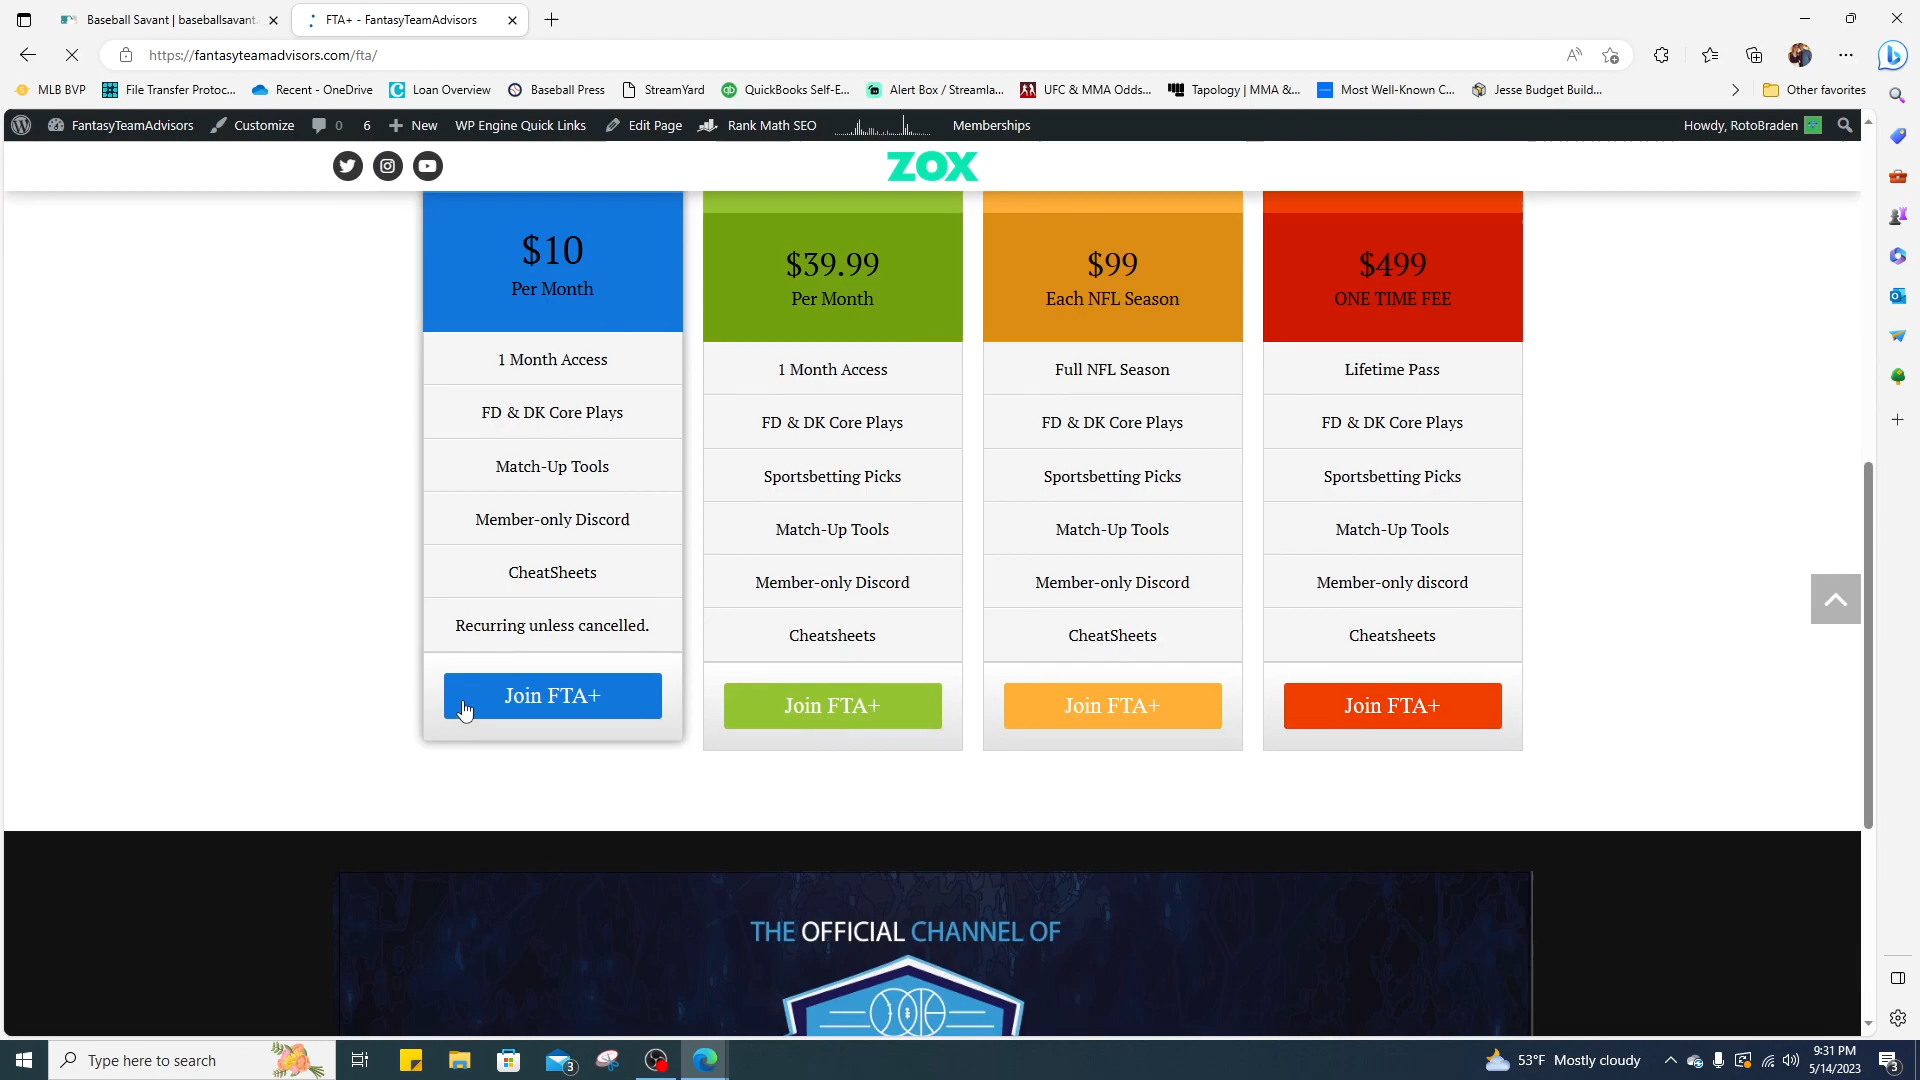 Baseball Savant | baseballsavant.
FTA+ - FantasyTeamAdvisors
https://fantasyteamadvisors.com/fta/
MLB BVP
File Transfer Protoc...
Recent - OneDrive
Loan Overview
Baseball Press
StreamYard
QuickBooks Self-E...
Alert Box / Streamla...
UFC & MMA Odds...
Tapology | MMA &...
Most Well-Known C...
Jesse Budget Build...
Other favorites
FantasyTeamAdvisors
Customize
0
6
New
WP Engine Quick Links
Edit Page
Rank Math SEO
Memberships
Howdy, RotoBraden
ZOX
$10
Per Month
1 Month Access
FD & DK Core Plays
Match-Up Tools
Member-only Discord
CheatSheets
Recurring unless cancelled.
Join FTA+
$39.99
Per Month
1 Month Access
FD & DK Core Plays
Sportsbetting Picks
Match-Up Tools
Member-only Discord
Cheatsheets
Join FTA+
$99
Each NFL Season
Full NFL Season
FD & DK Core Plays
Sportsbetting Picks
Match-Up Tools
Member-only Discord
CheatSheets
Join FTA+
$499
ONE TIME FEE
Lifetime Pass
FD & DK Core Plays
Sportsbetting Picks
Match-Up Tools
Member-only discord
Cheatsheets
Join FTA+
THE OFFICIAL CHANNEL OF
Type here to search
3
53°F Mostly cloudy
9:31 PM
5/14/2023
3